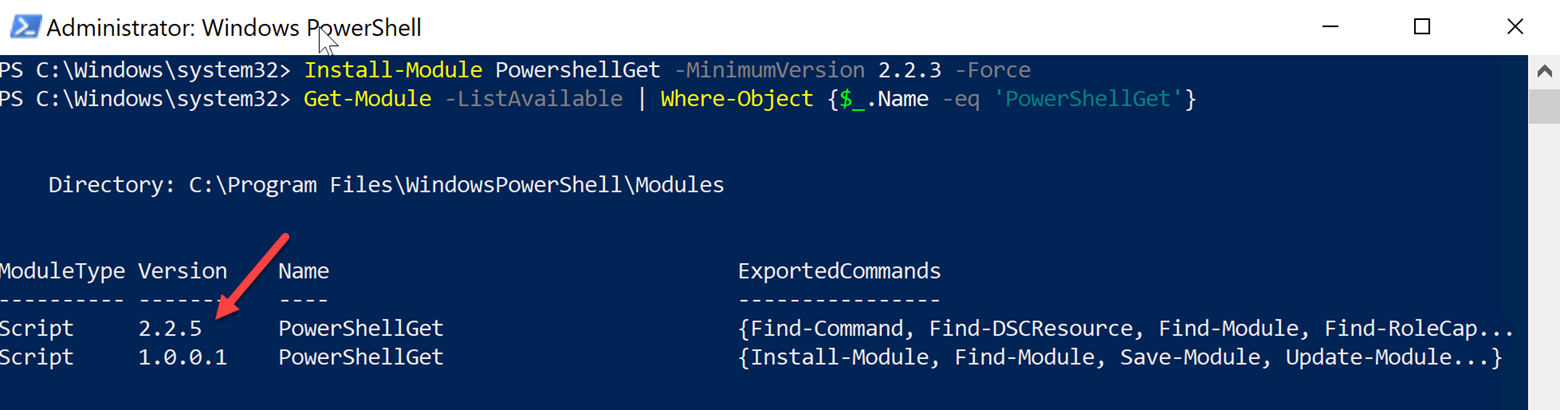 Administrator: Windows PowerShell
PS C:\Windows\system32> Install-Module PowershellGet -MinimumVersion 2.2.3 -Force
PS C:\Windows\system32> Get-Module -ListAvailable | Where-Object {$_.Name -eq 'PowerShellGet'}
Directory: C:\Program Files\WindowsPowerShell\Modules
ModuleType Version Name ExportedCommands
---------- ------- ---- ----------------
Script 2.2.5 PowerShellGet {Find-Command, Find-DSCResource, Find-Module, Find-RoleCap...
Script 1.0.0.1 PowerShellGet {Install-Module, Find-Module, Save-Module, Update-Module...}